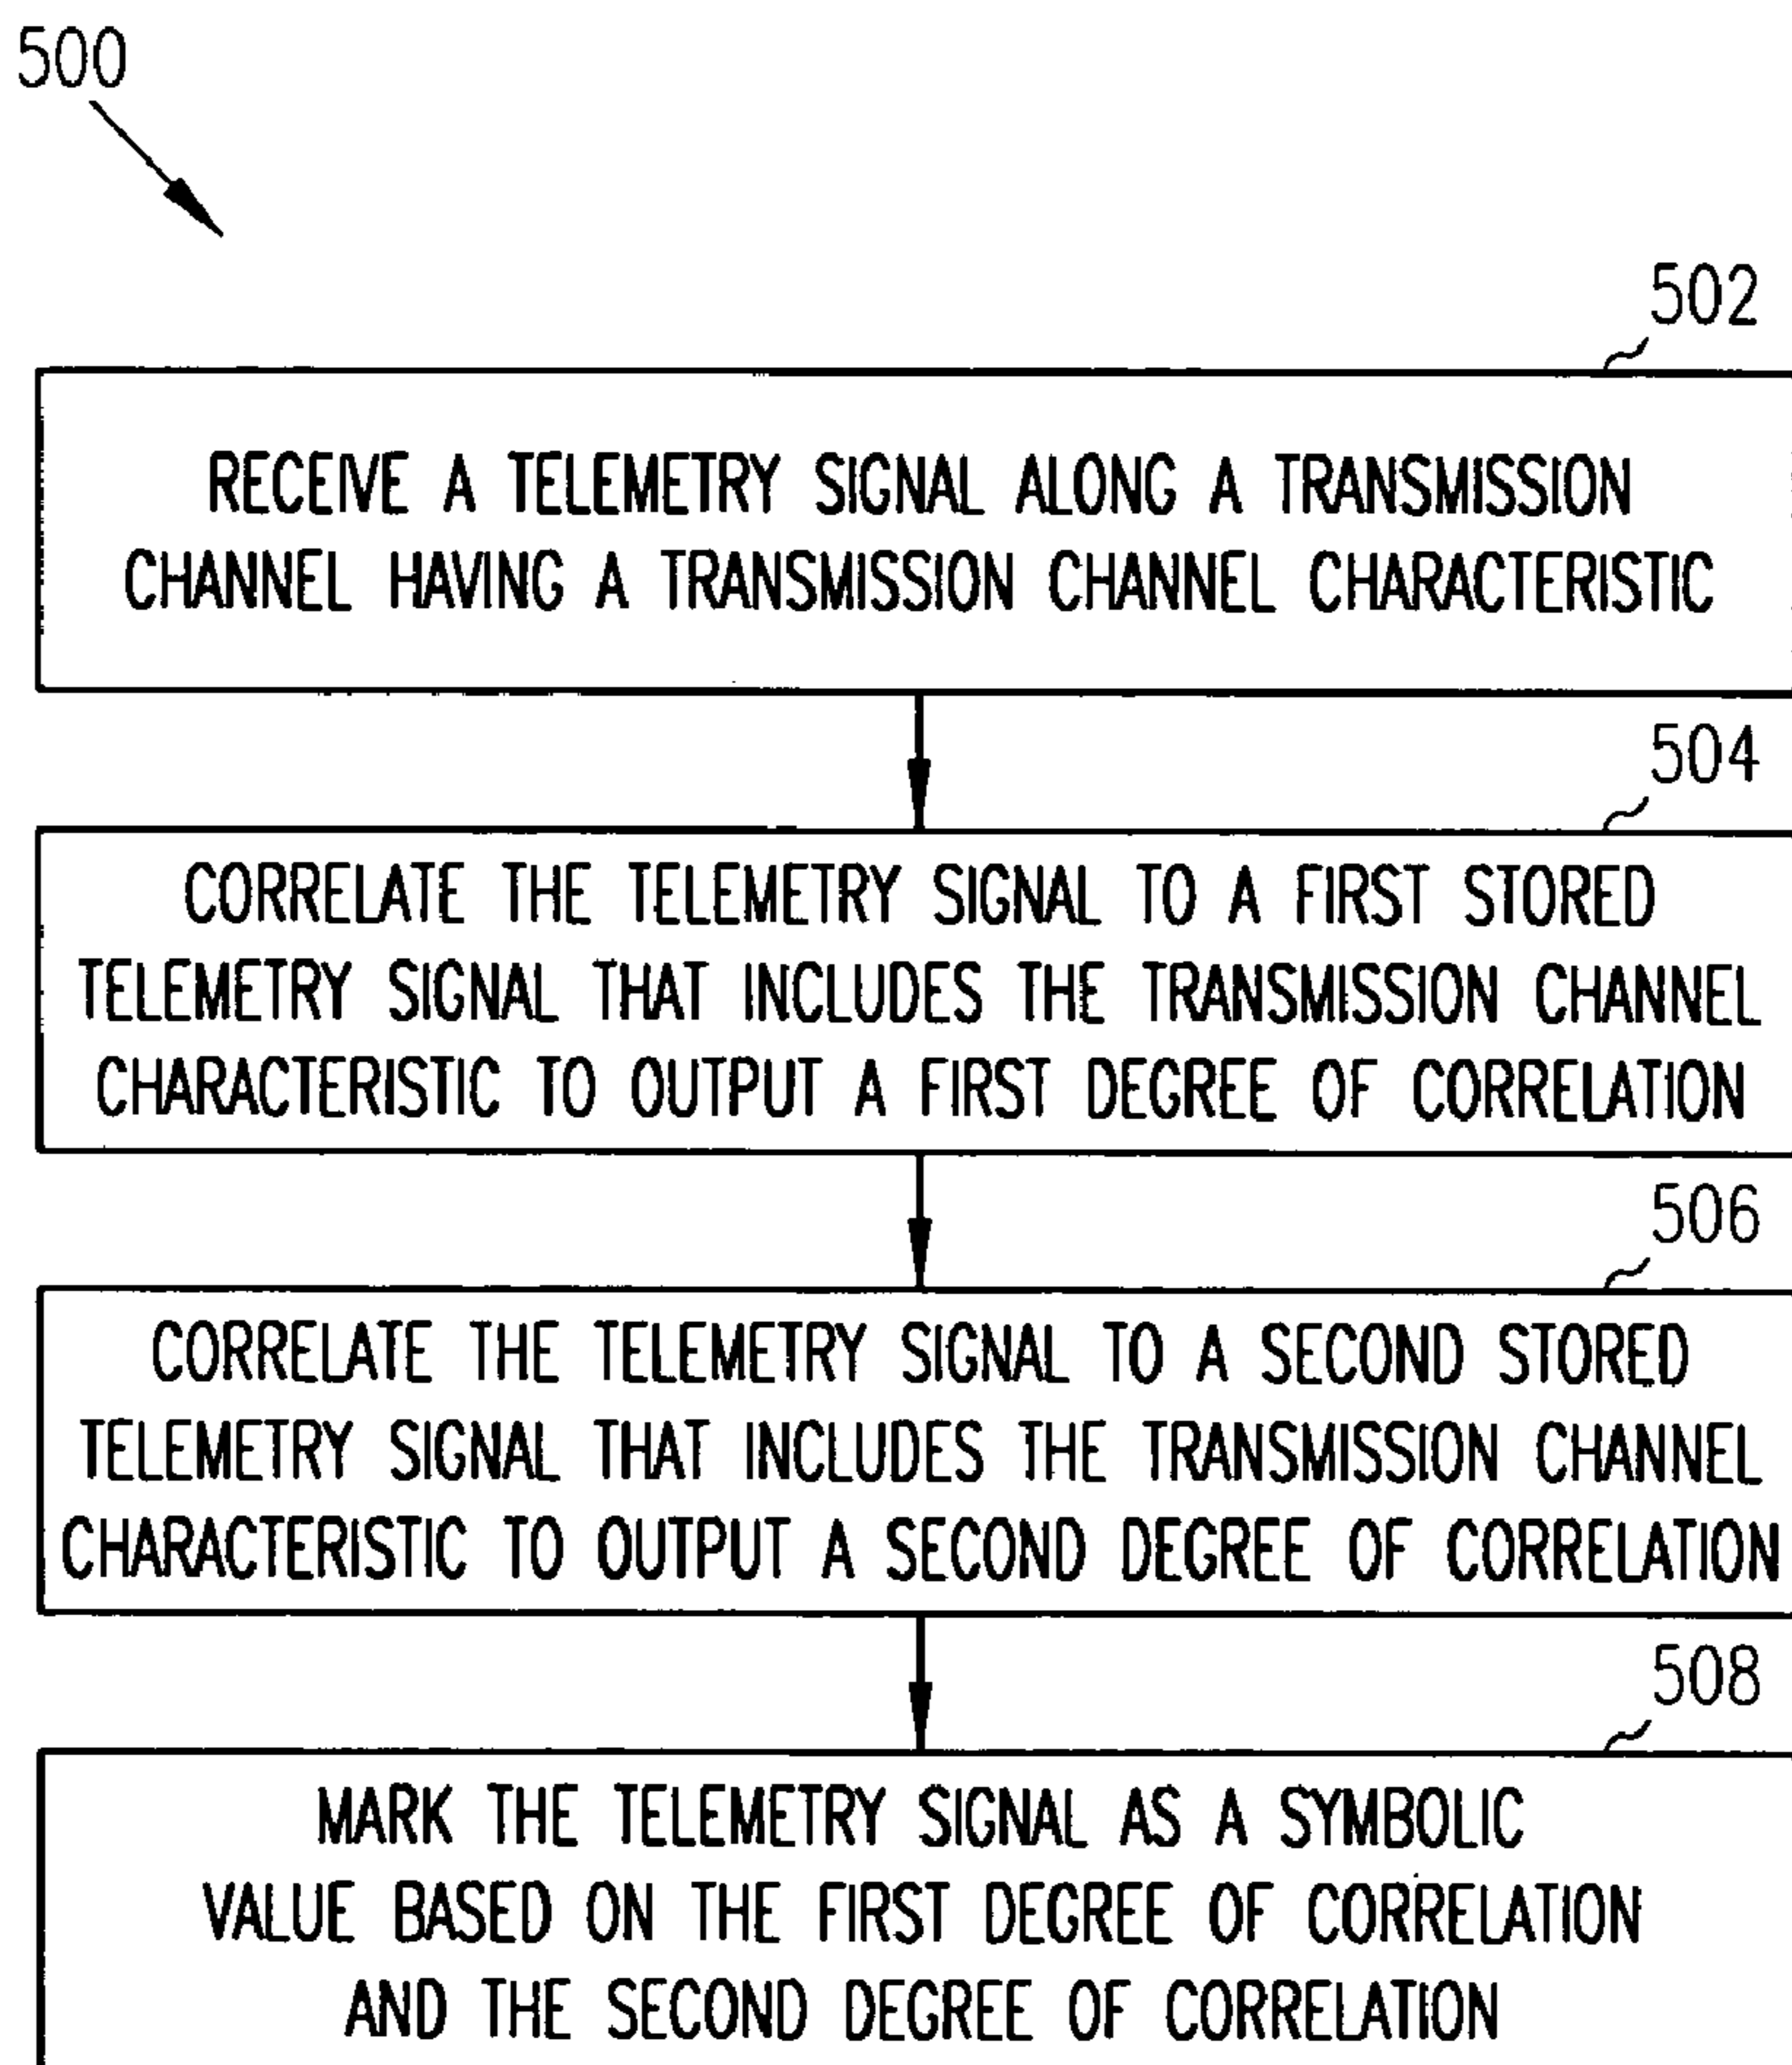 500
502
RECEIVE A TELEMETRY SIGNAL ALONG A TRANSMISSION
CHANNEL HAVING A TRANSMISSION CHANNEL CHARACTERISTIC
504
CORRELATE THE TELEMETRY SIGNAL TO A FIRST STORED
TELEMETRY SIGNAL THAT INCLUDES THE TRANSMISSION CHANNEL
CHARACTERISTIC TO OUTPUT A FIRST DEGREE OF CORRELATION
506
CORRELATE THE TELEMETRY SIGNAL TO A SECOND STORED
TELEMETRY SIGNAL THAT INCLUDES THE TRANSMISSION CHANNEL
CHARACTERISTIC TO OUTPUT A SECOND DEGREE OF CORRELATION
508
MARK THE TELEMETRY SIGNAL AS A SYMBOLIC
VALUE BASED ON THE FIRST DEGREE OF CORRELATION
AND THE SECOND DEGREE OF CORRELATION